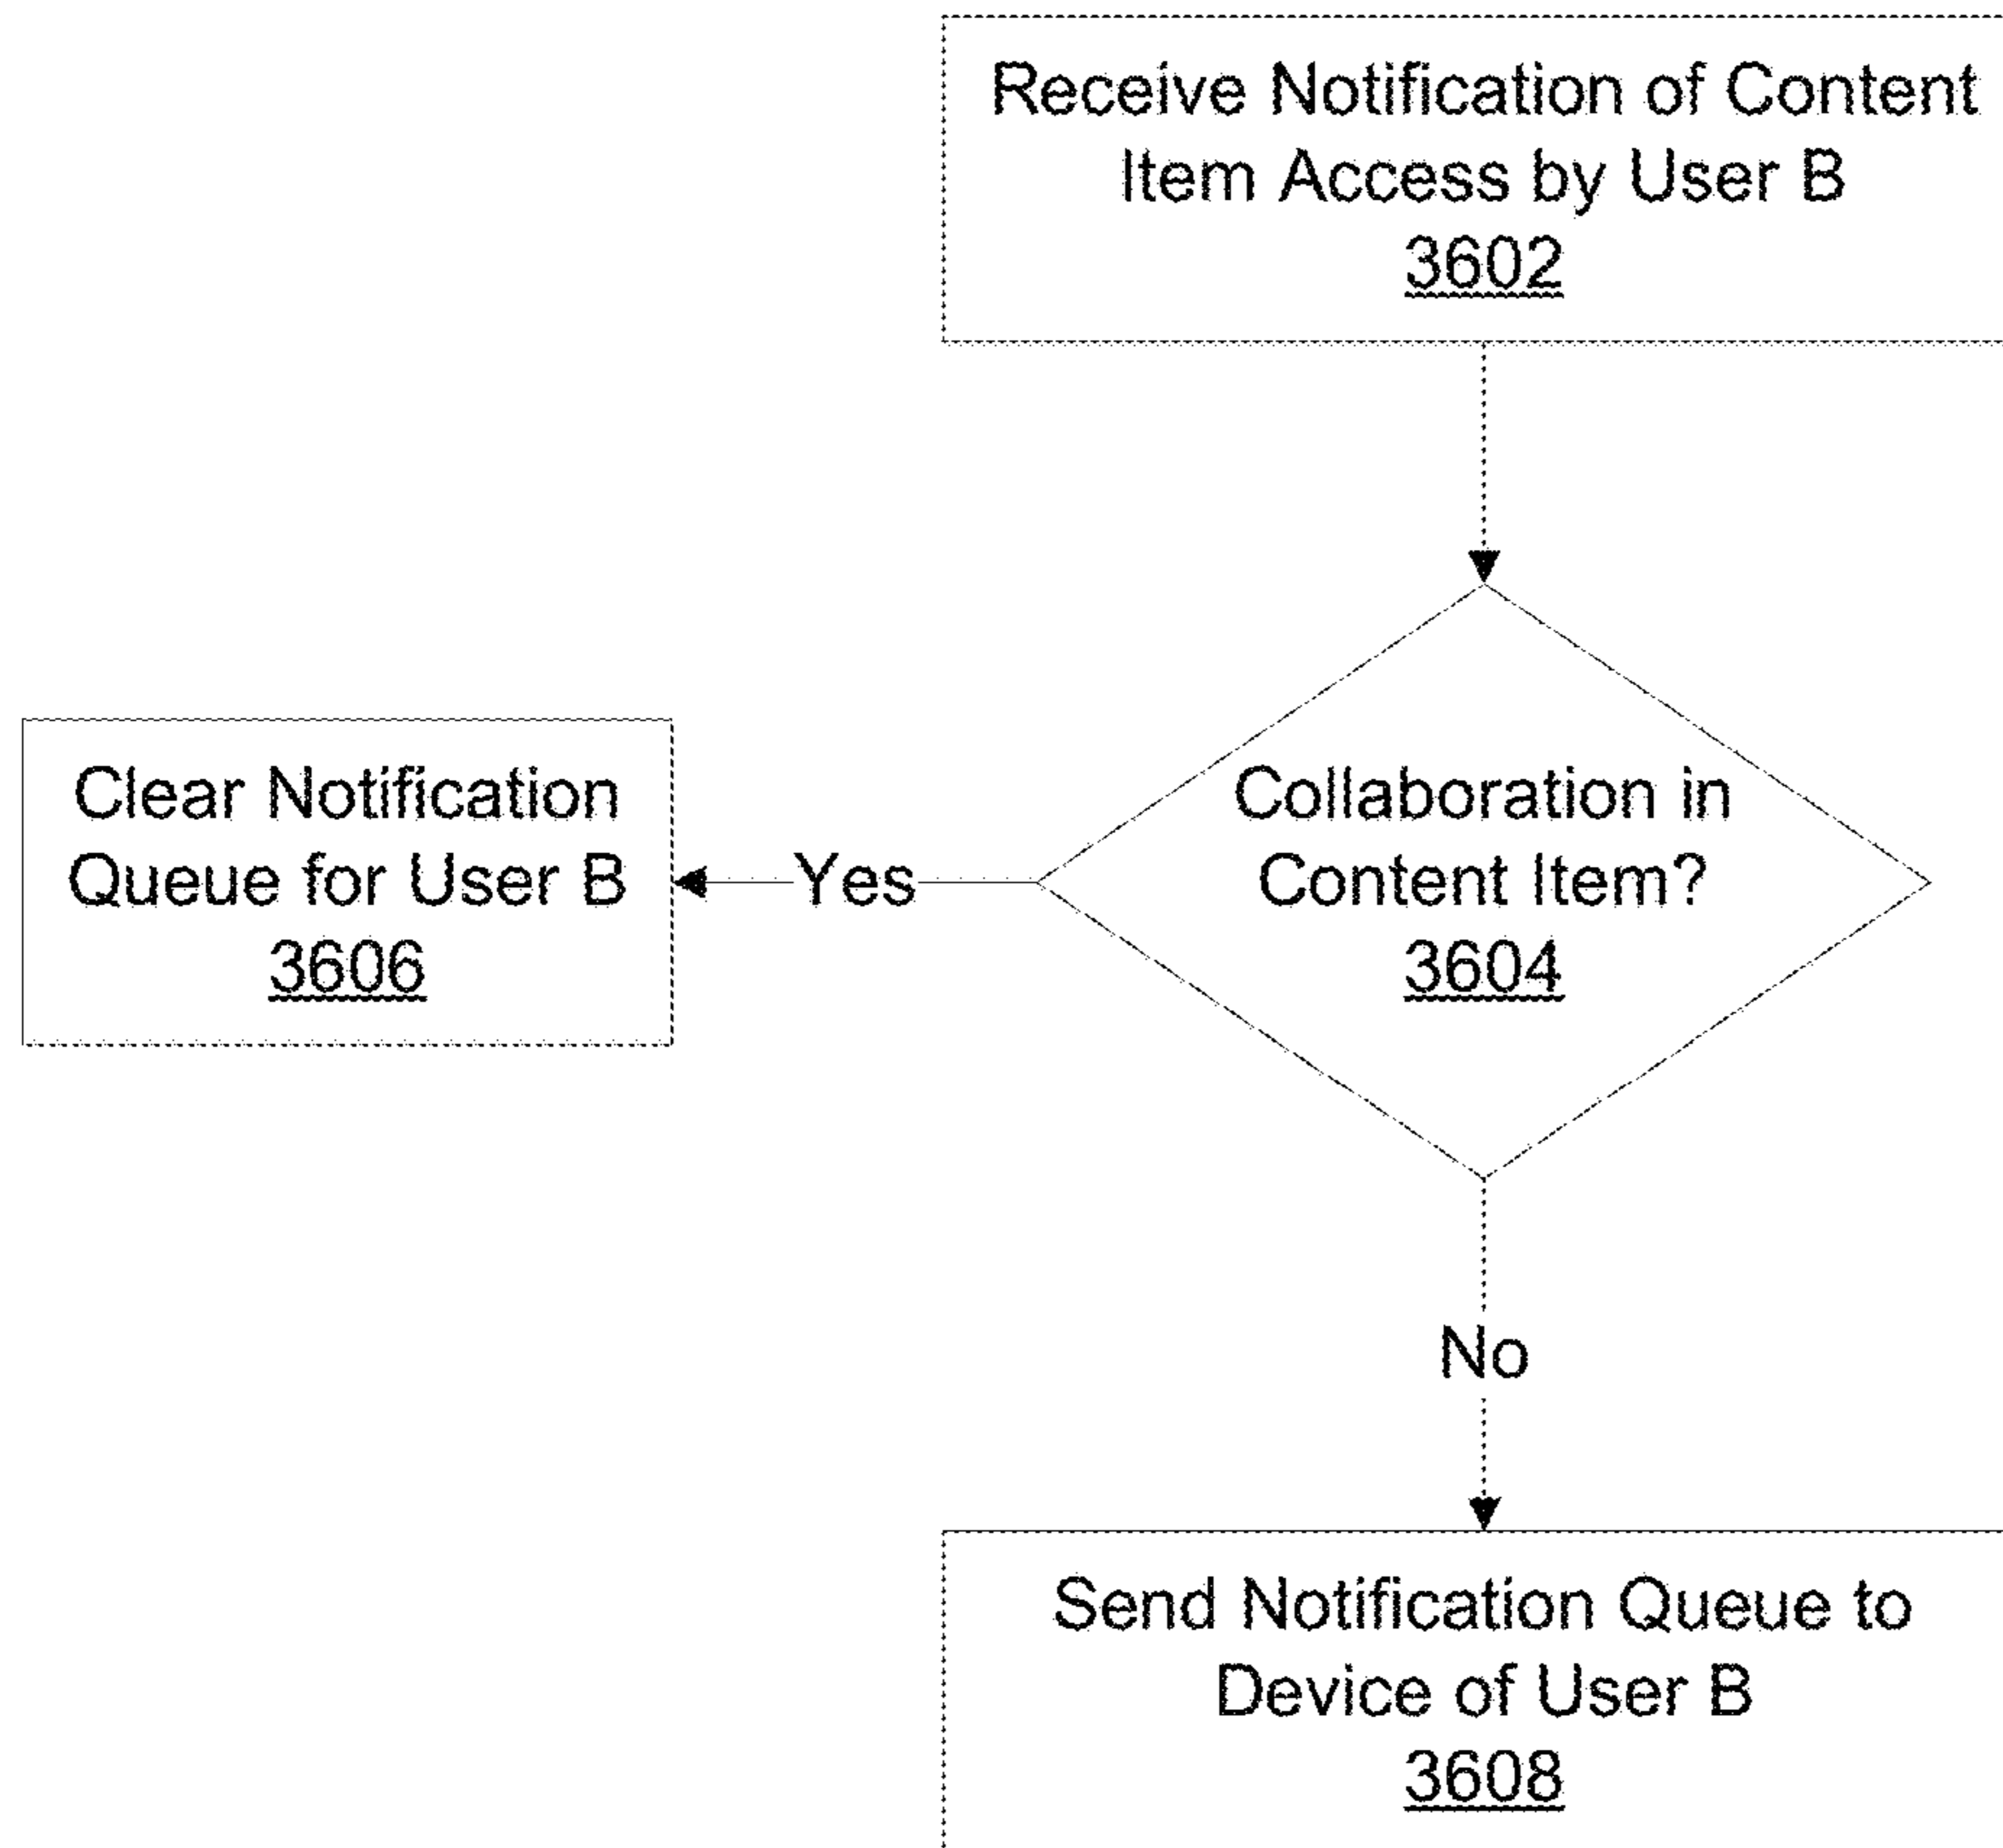 Receive Notification of Content
Item Access by User B
3602
Collaboration in
Content Item?
3604
Yes
Clear Notification
Queue for User B
3606
No
Send Notification Queue to
Device of User B
3608